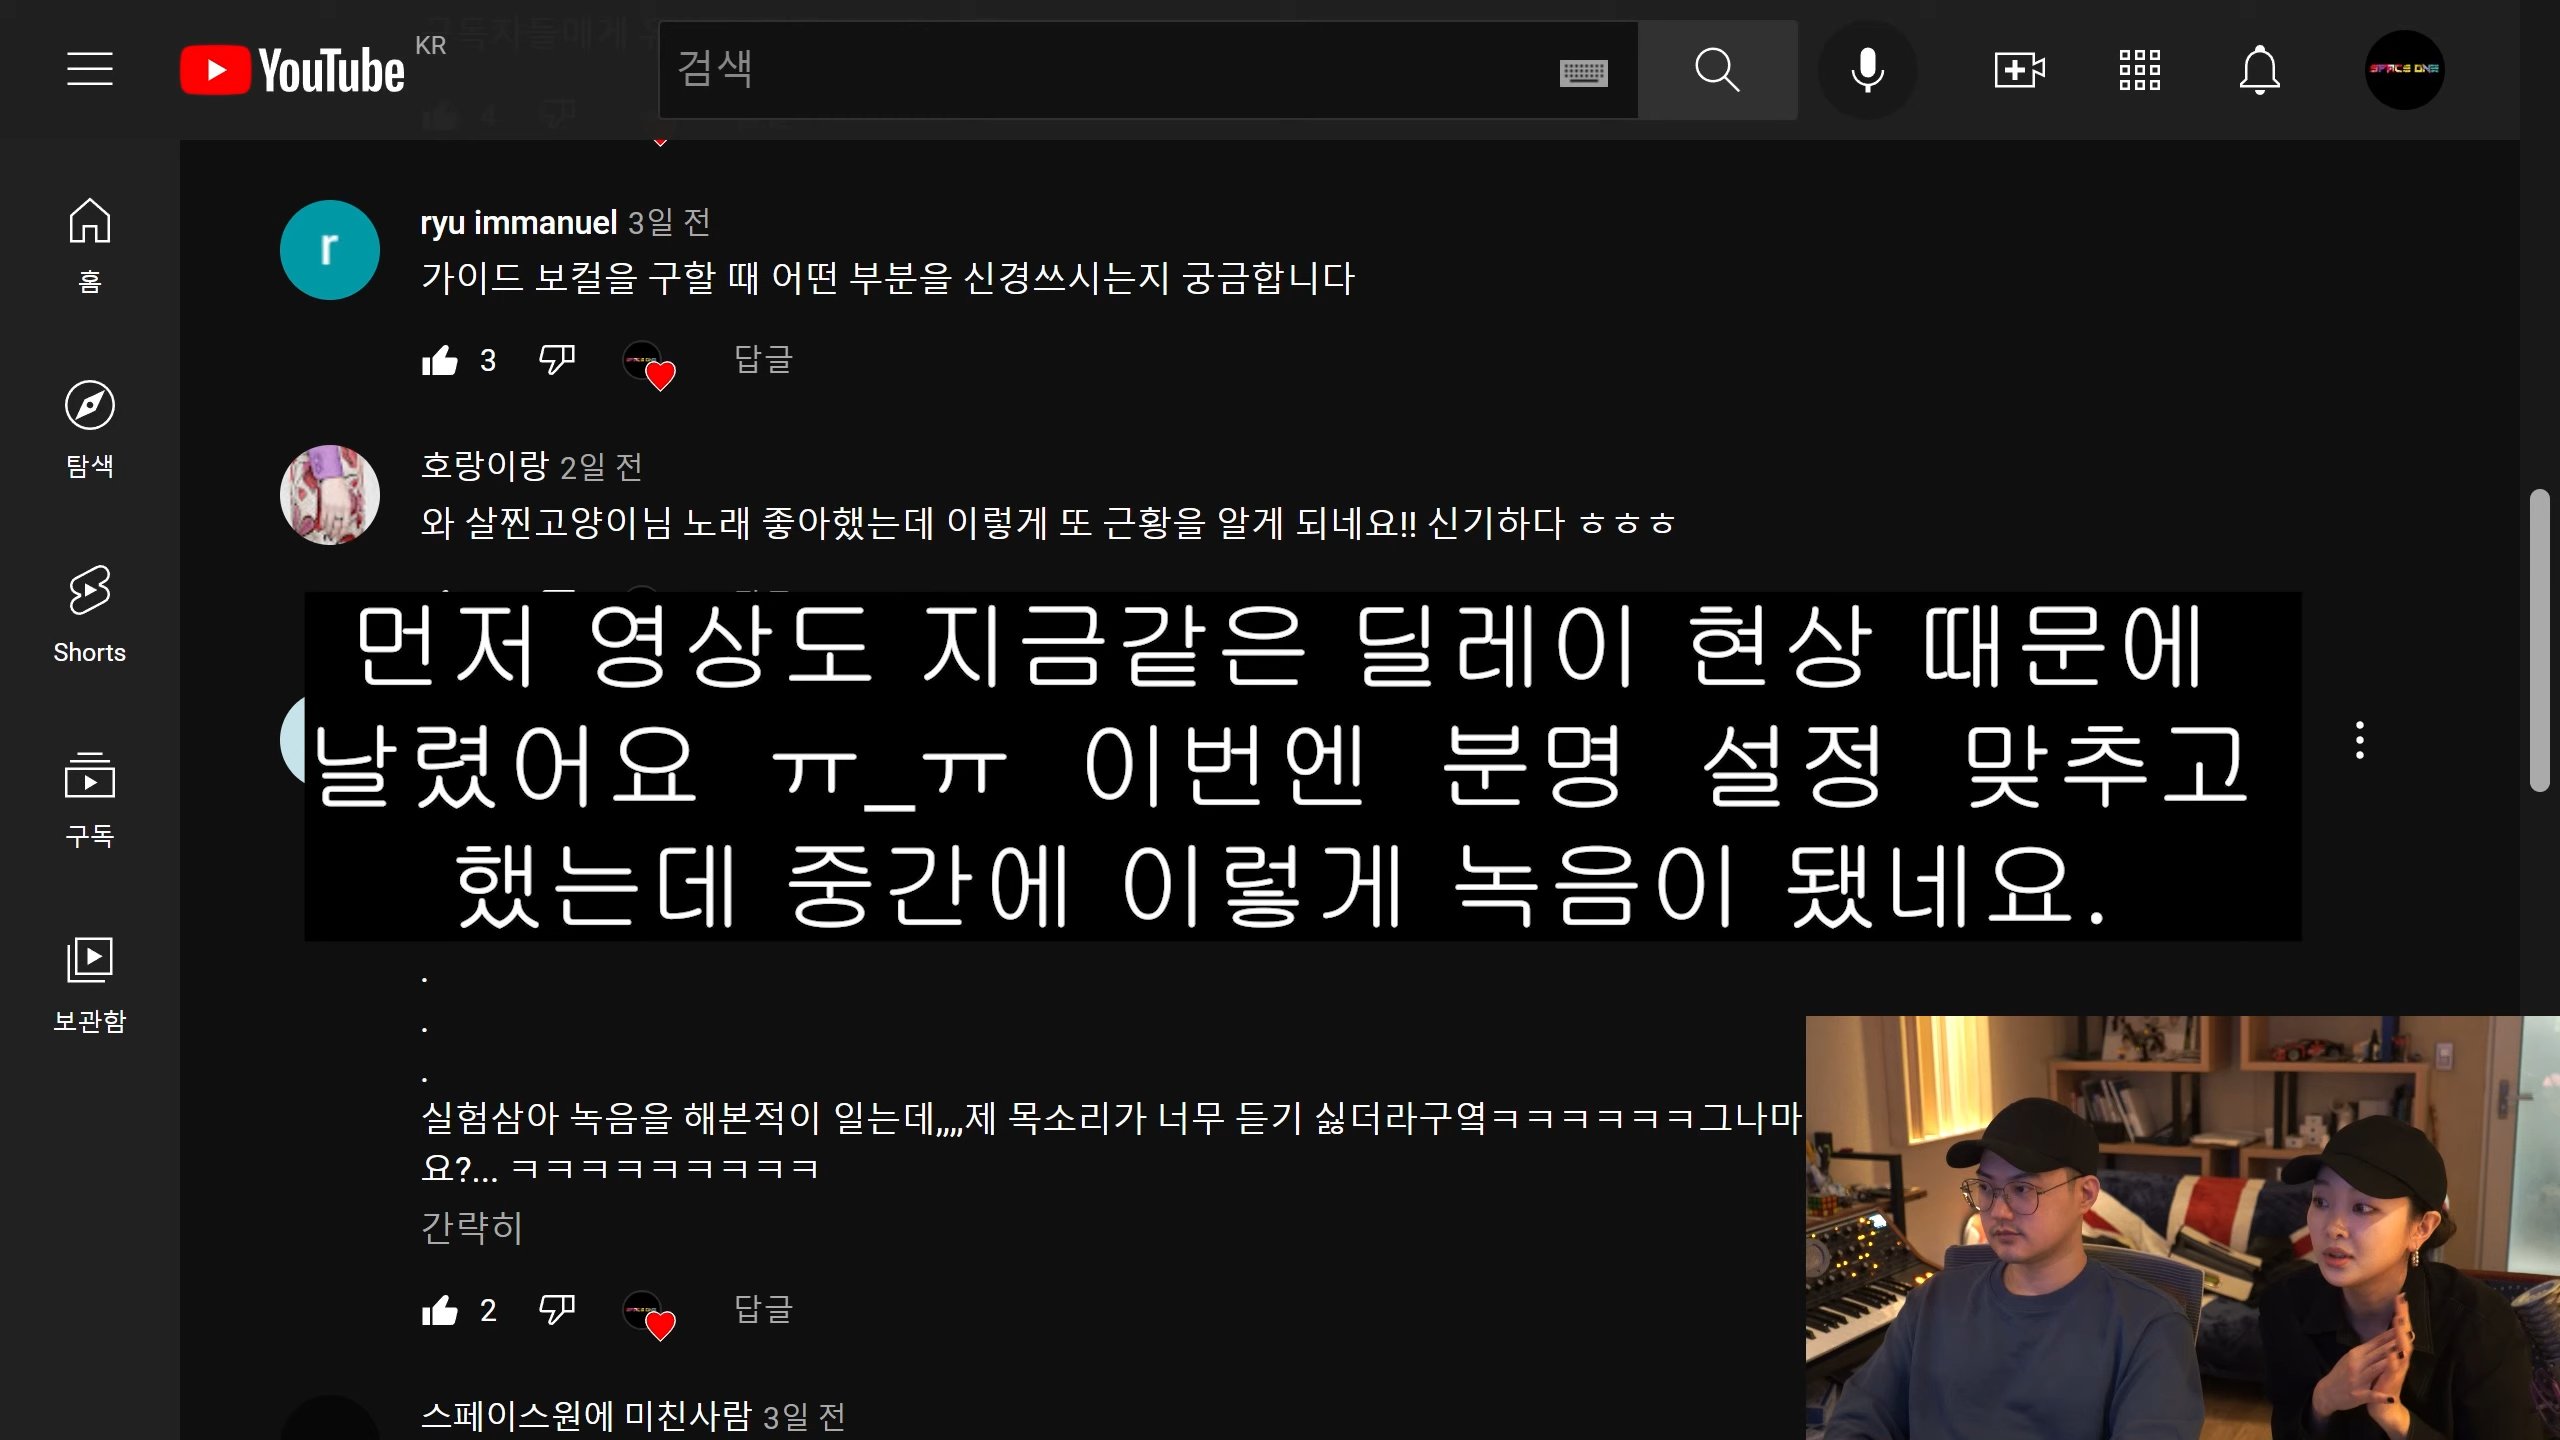 YouTube KR
검색
SPACE ONE
홈
탐색
Shorts
구독
보관함
ryu immanuel 3일 전
가이드 보컬을 구할 때 어떤 부분을 신경쓰시는지 궁금합니다
3 답글
호랑이랑 2일 전
와 살찐고양이님 노래 좋아했는데 이렇게 또 근황을 알게 되네요!! 신기하다 ㅎㅎㅎ
먼저 영상도 지금같은 딜레이 현상 때문에
날렸어요 ㅠ_ㅠ 이번엔 분명 설정 맞추고
했는데 중간에 이렇게 녹음이 됐네요.
.
.
.
실험삼아 녹음을 해본적이 일는데,,,,제 목소리가 너무 듣기 싫더라구옄ㅋㅋㅋㅋㅋㅋ그나마
요?... ㅋㅋㅋㅋㅋㅋㅋㅋㅋ
간략히
2 답글
스페이스원에 미친사람 3일 전